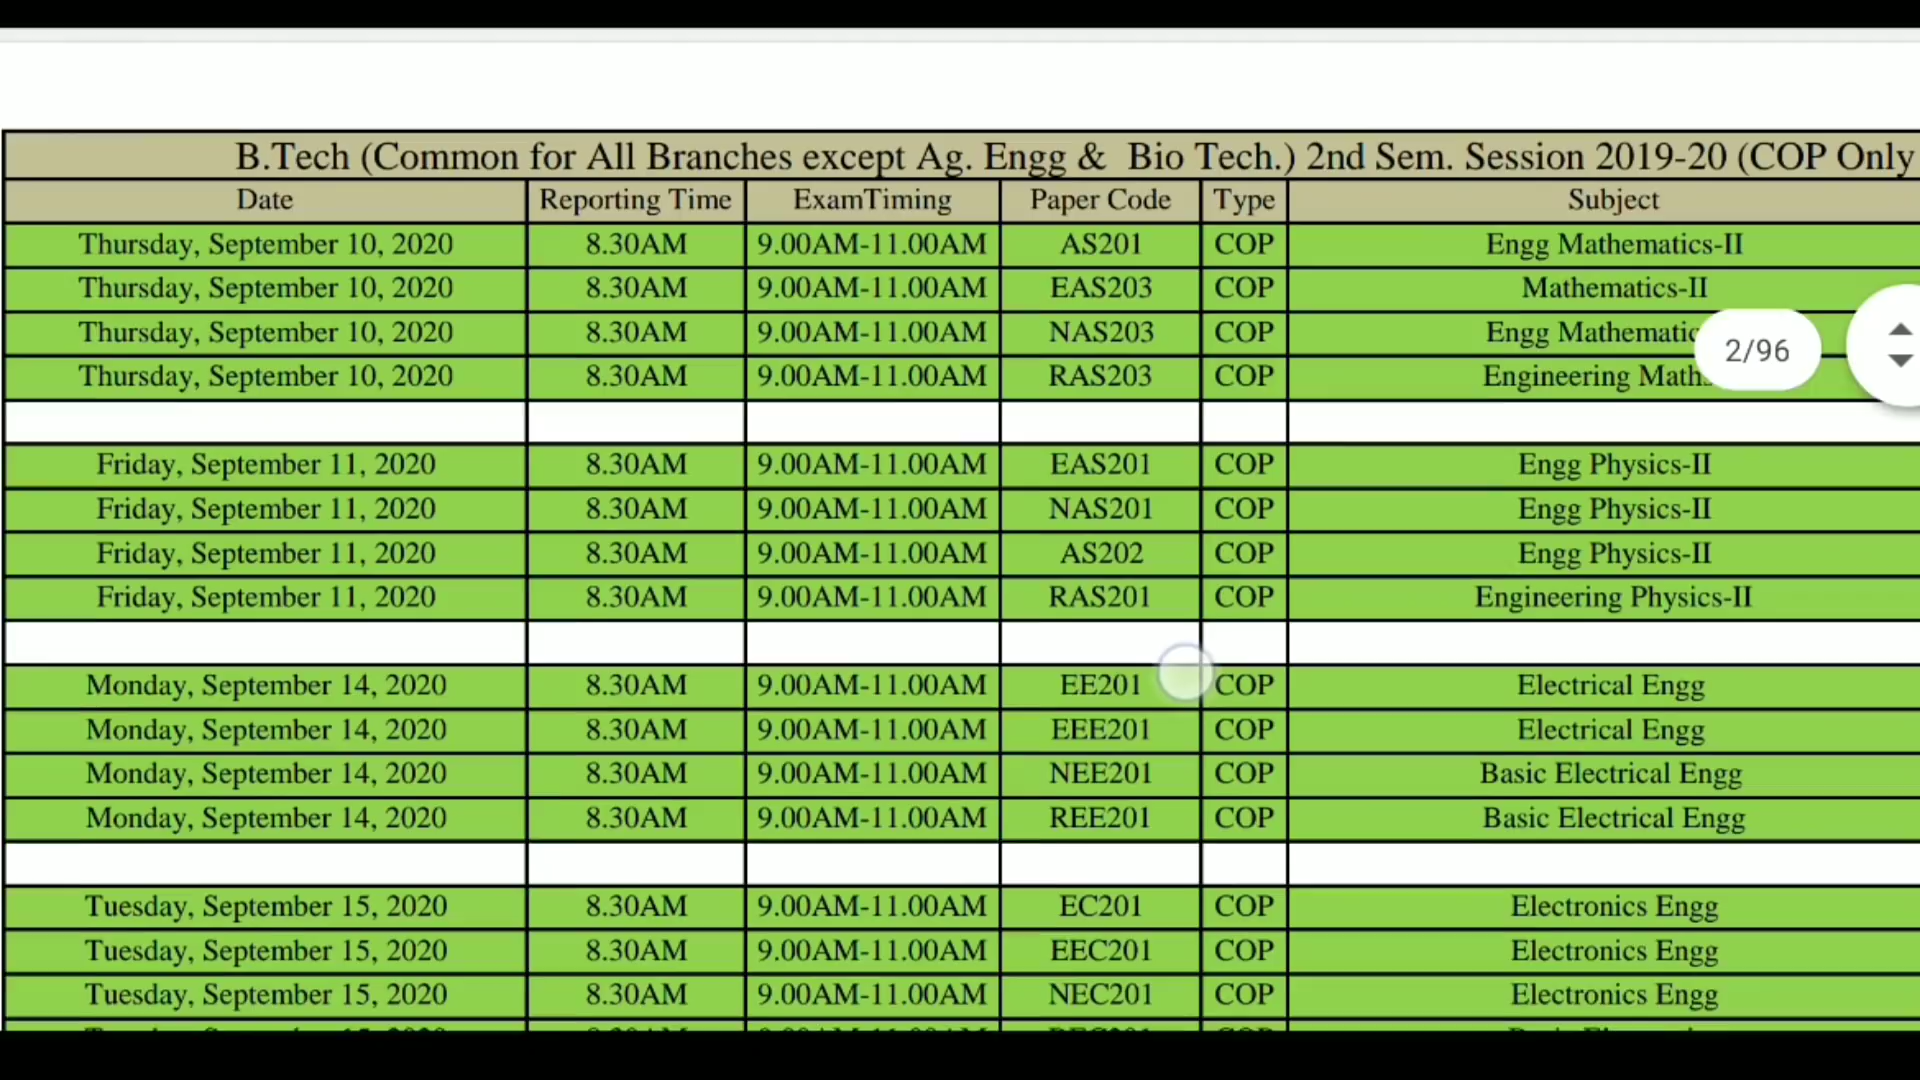 B.Tech (Common for All Branches except Ag. Engg & Bio Tech.) 2nd Sem. Session 2019-20 (COP Only
Date Reporting Time ExamTiming Paper Code Type Subject
Thursday, September 10, 2020 8.30AM 9.00AM-11.00AM AS201 COP Engg Mathematics-II
Thursday, September 10, 2020 8.30AM 9.00AM-11.00AM EAS203 COP Mathematics-II
Thursday, September 10, 2020 8.30AM 9.00AM-11.00AM NAS203 COP Engg Mathematic
2/96
Thursday, September 10, 2020 8.30AM 9.00AM-11.00AM RAS203 COP Engineering Maths
Friday, September 11, 2020 8.30AM 9.00AM-11.00AM EAS201 COP Engg Physics-II
Friday, September 11, 2020 8.30AM 9.00AM-11.00AM NAS201 COP Engg Physics-II
Friday, September 11, 2020 8.30AM 9.00AM-11.00AM AS202 COP Engg Physics-II
Friday, September 11, 2020 8.30AM 9.00AM-11.00AM RAS201 COP Engineering Physics-II
Monday, September 14, 2020 8.30AM 9.00AM-11.00AM EE201 COP Electrical Engg
Monday, September 14, 2020 8.30AM 9.00AM-11.00AM EEE201 COP Electrical Engg
Monday, September 14, 2020 8.30AM 9.00AM-11.00AM NEE201 COP Basic Electrical Engg
Monday, September 14, 2020 8.30AM 9.00AM-11.00AM REE201 COP Basic Electrical Engg
Tuesday, September 15, 2020 8.30AM 9.00AM-11.00AM EC201 COP Electronics Engg
Tuesday, September 15, 2020 8.30AM 9.00AM-11.00AM EEC201 COP Electronics Engg
Tuesday, September 15, 2020 8.30AM 9.00AM-11.00AM NEC201 COP Electronics Engg